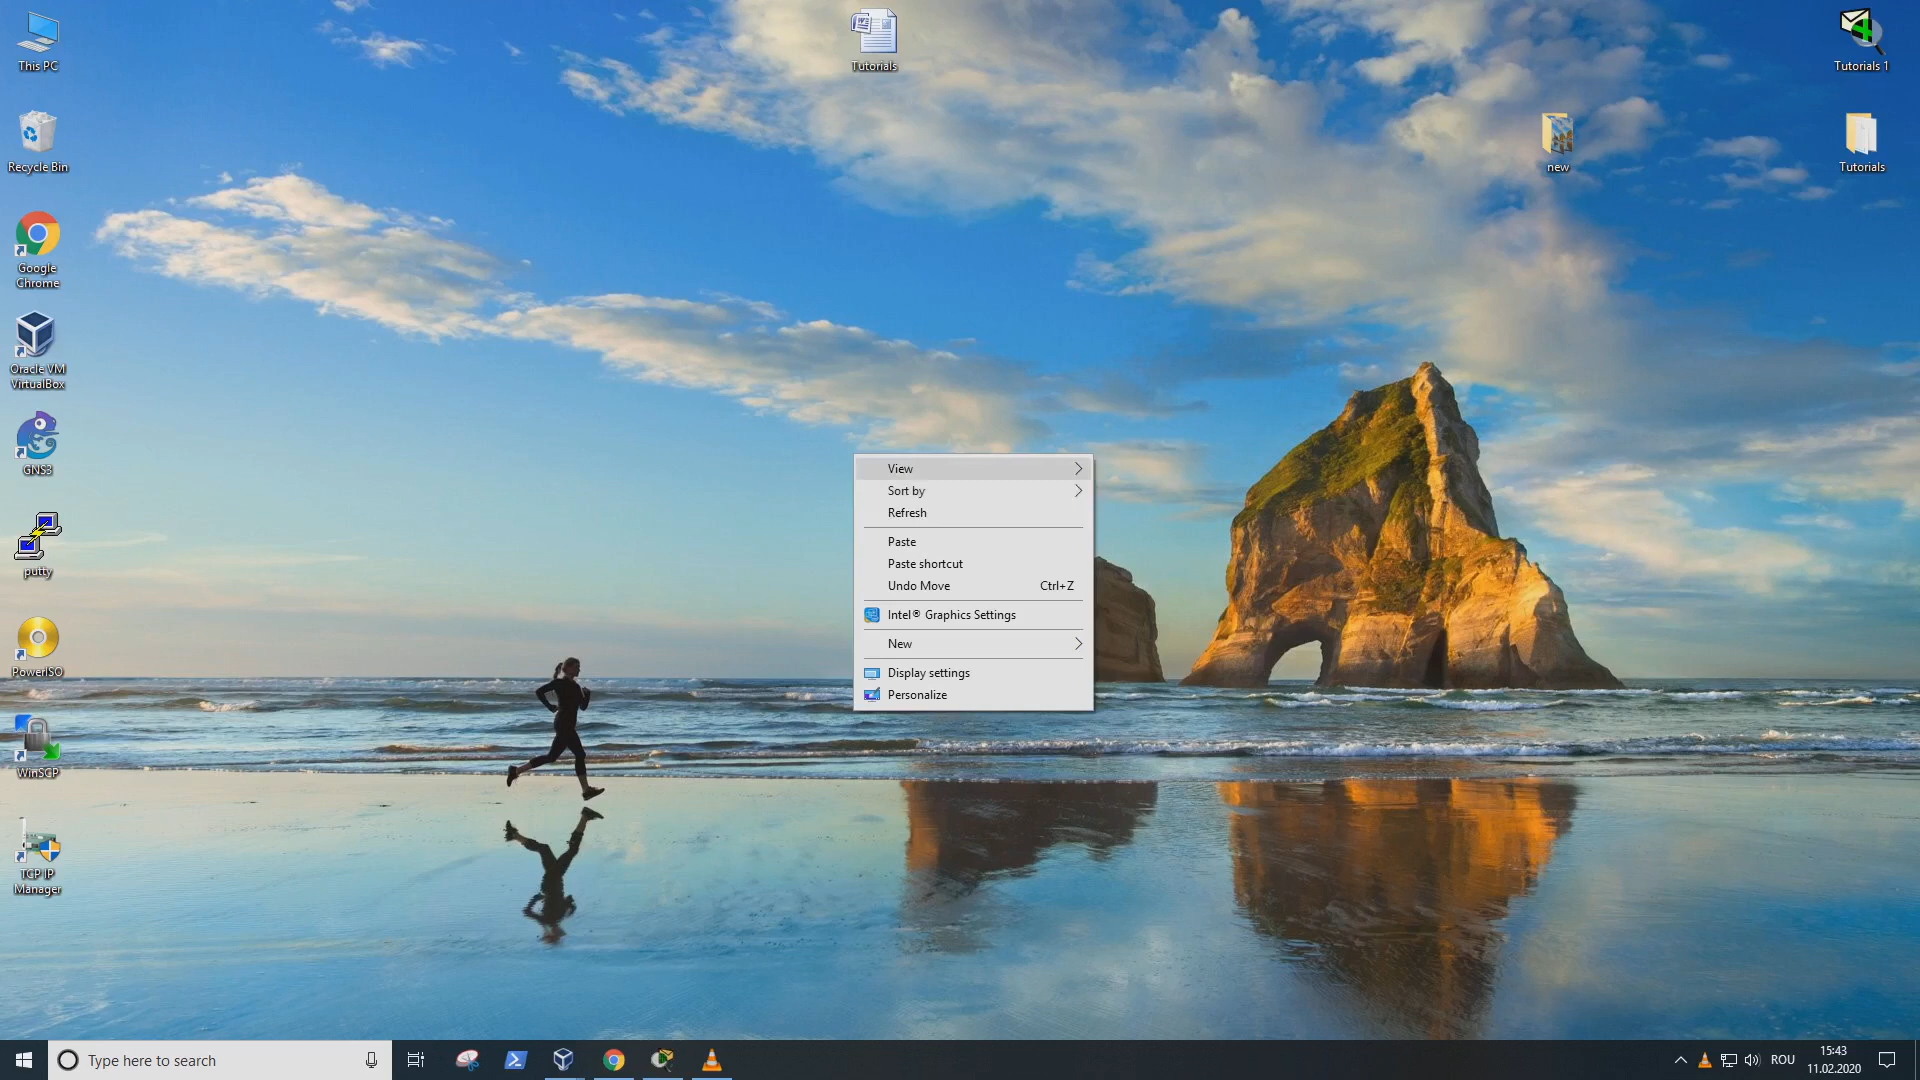 This PC
Tutorials
Tutorials 1
Recycle Bin
new
Tutorials
Google
Chrome
Oracle VM
VirtualBox
GNS3
putty
PowerISO
WinSCP
TCP IP
Manager
View
Sort by
Refresh
Paste
Paste shortcut
Undo Move Ctrl+Z
Intel® Graphics Settings
New
Display settings
Personalize
Type here to search
ROU
15:43
11.02.2020